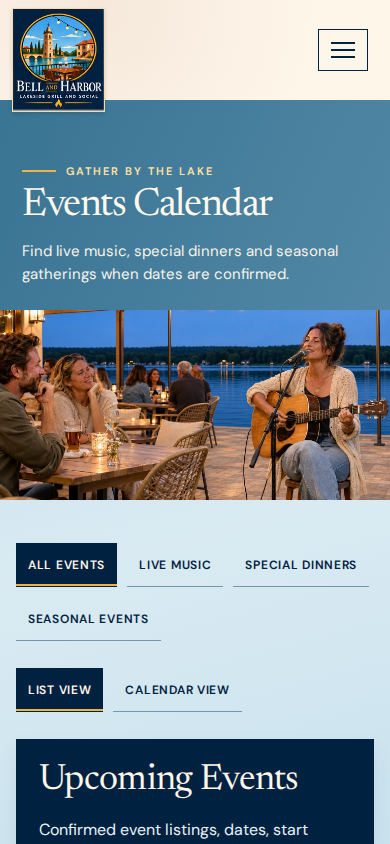 BELL AND HARBOR
LAKESIDE GRILL AND SOCIAL
GATHER BY THE LAKE
Events Calendar
Find live music, special dinners and seasonal
gatherings when dates are confirmed.
ALL EVENTS
LIVE MUSIC
SPECIAL DINNERS
SEASONAL EVENTS
LIST VIEW
CALENDAR VIEW
Upcoming Events
Confirmed event listings, dates, start